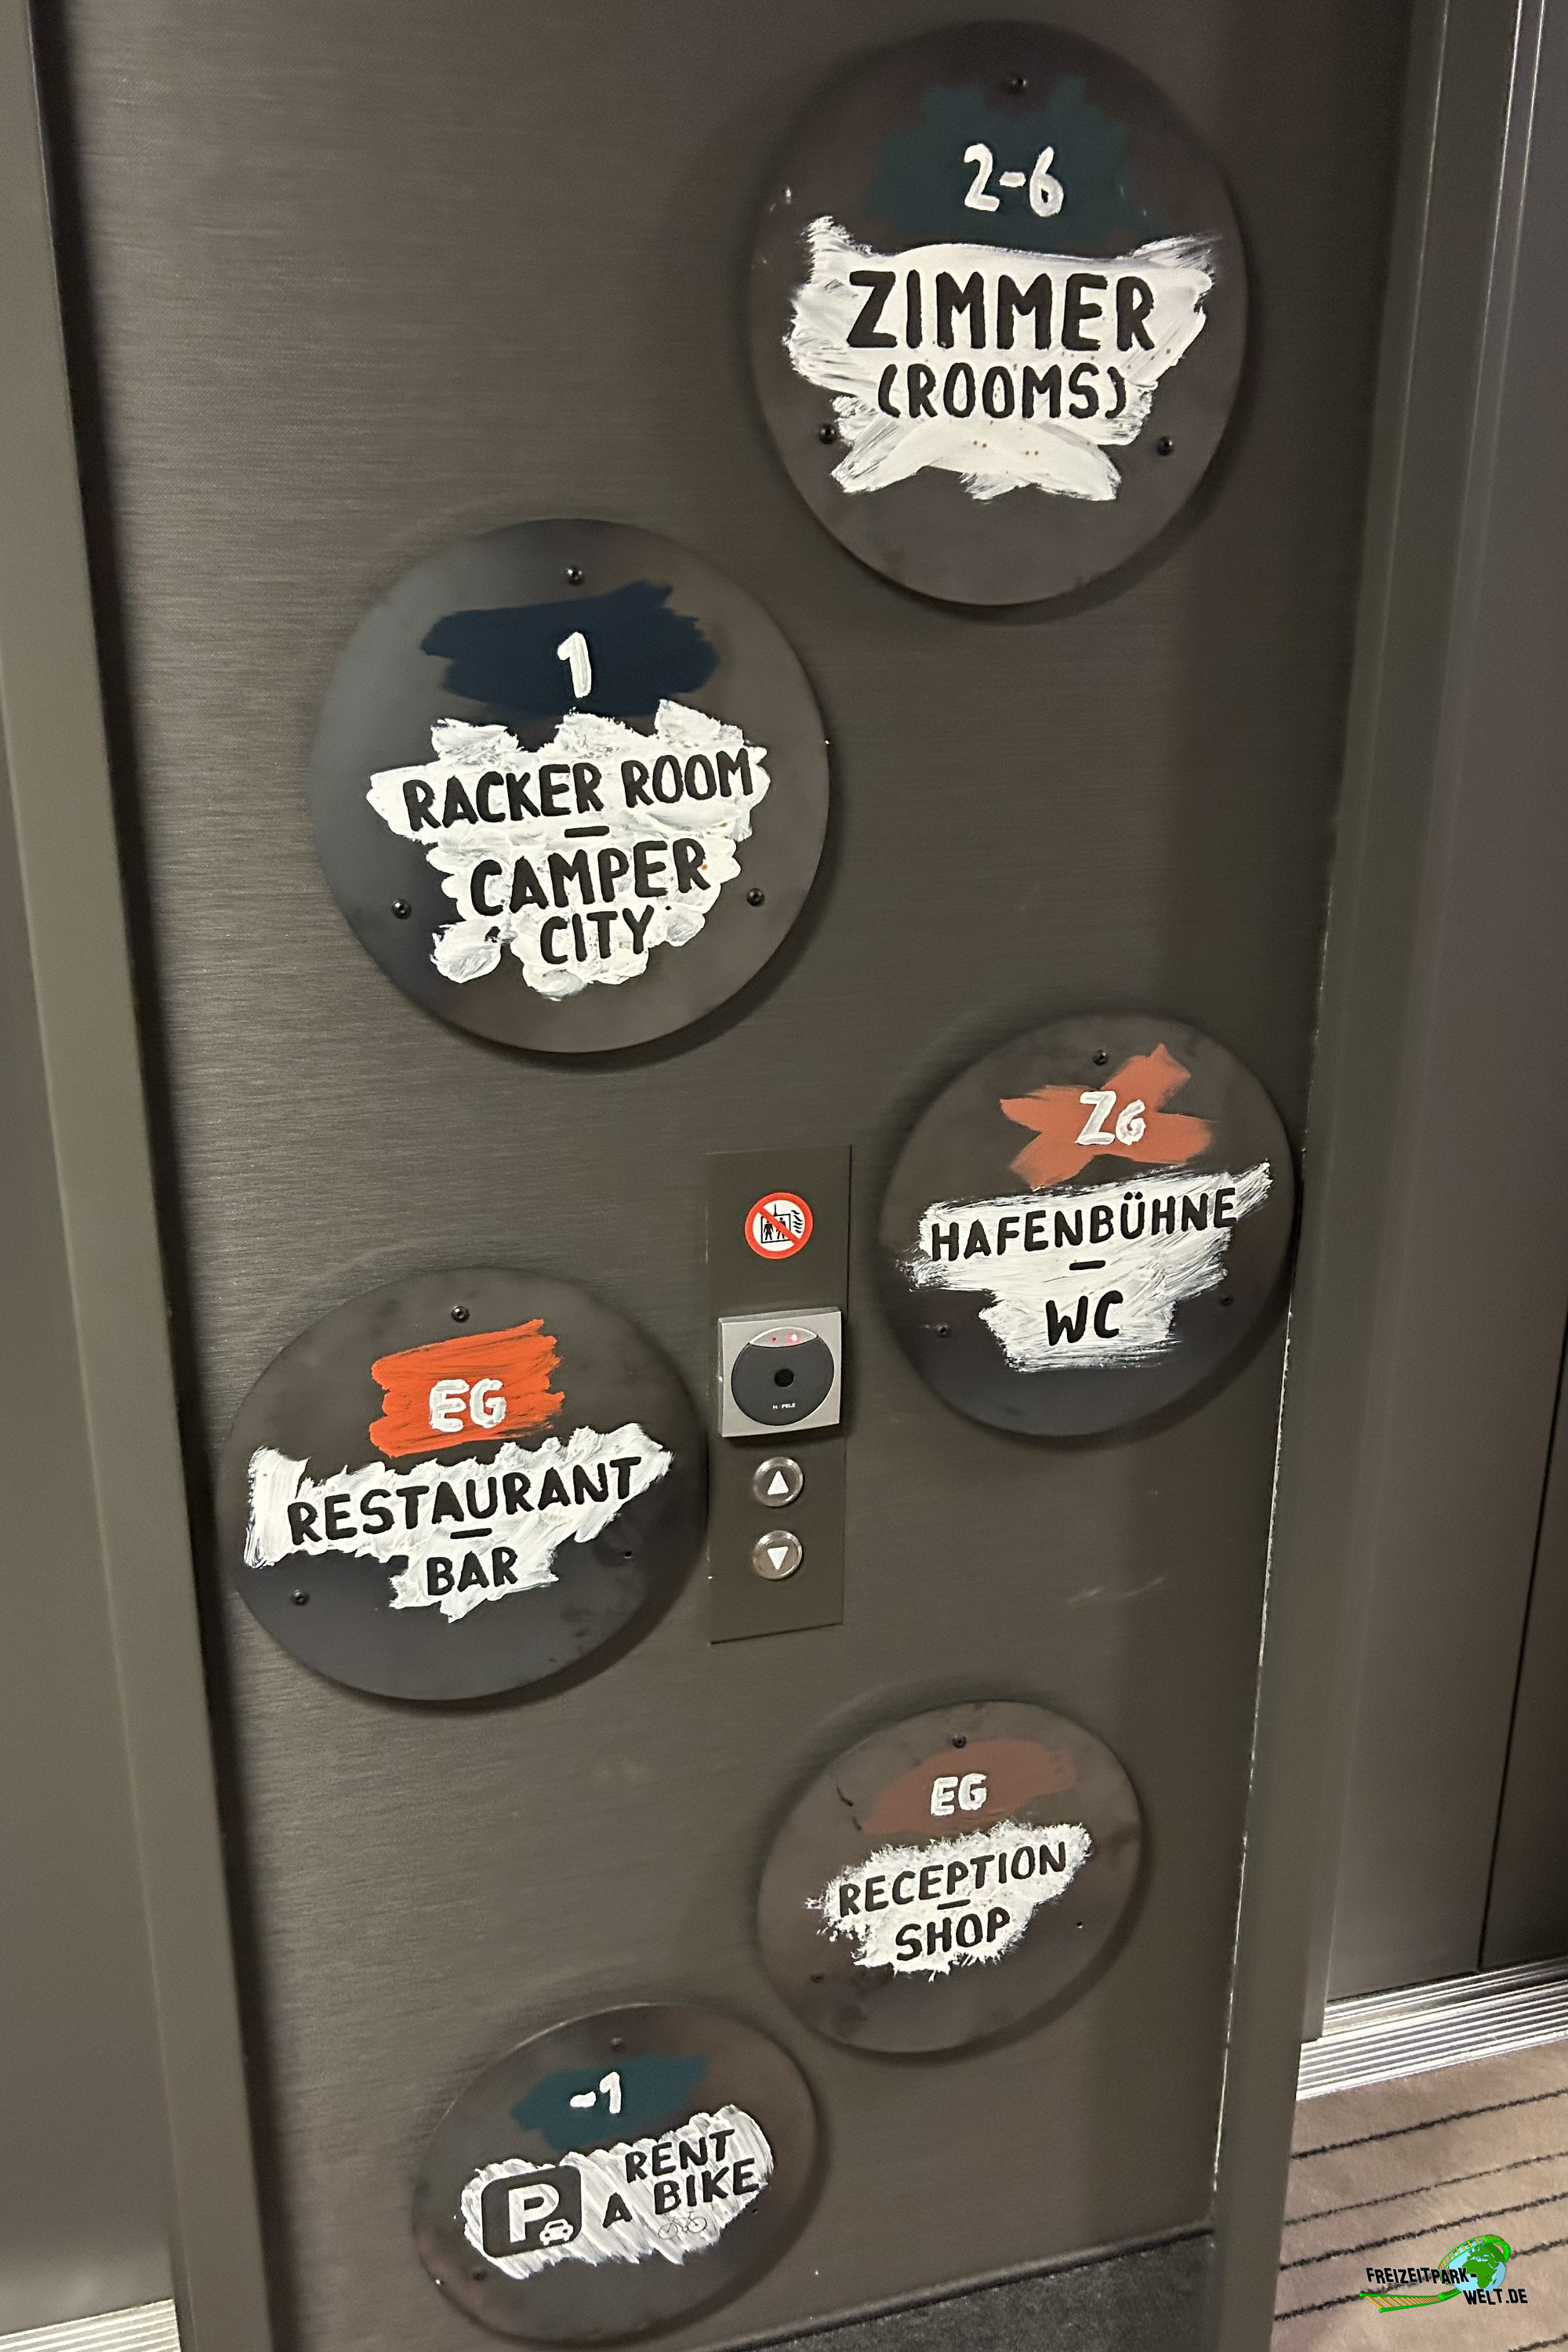 2-6
ZIMMER
(ROOMS)
1
RACKER ROOM
–
CAMPER
CITY
ZG
HAFENBÜHNE
–
WC
HÄFELE
EG
RESTAURANT
–
BAR
EG
RECEPTION
–
SHOP
-1
P RENT
A BIKE
FREIZEITPARK-
WELT.DE